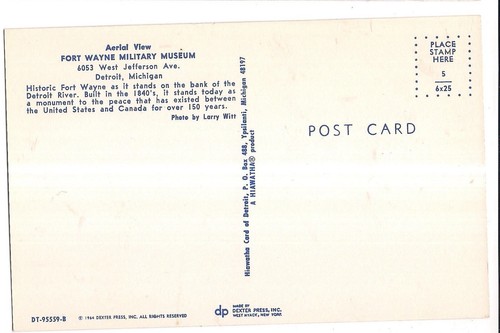 Aerial View
FORT WAYNE MILITARY MUSEUM
6053 West Jefferson Ave.
Detroit, Michigan
Historic Fort Wayne as it stands on the bank of the
Detroit River. Built in the 1840's, it stands today as
a monument to the peace that has existed between
the United States and Canada for over 150 years.
Photo by Larry Witt
Hiawatha Card of Detroit, P. O. Box 488, Ypsilanti, Michigan 48197
A HIAWATHA® product
PLACE
STAMP
HERE
5
6x25
POST CARD
DT-95559-B
© 1964 DEXTER PRESS, INC. ALL RIGHTS RESERVED
dp
MADE BY
DEXTER PRESS, INC.
WEST NYACK, NEW YORK